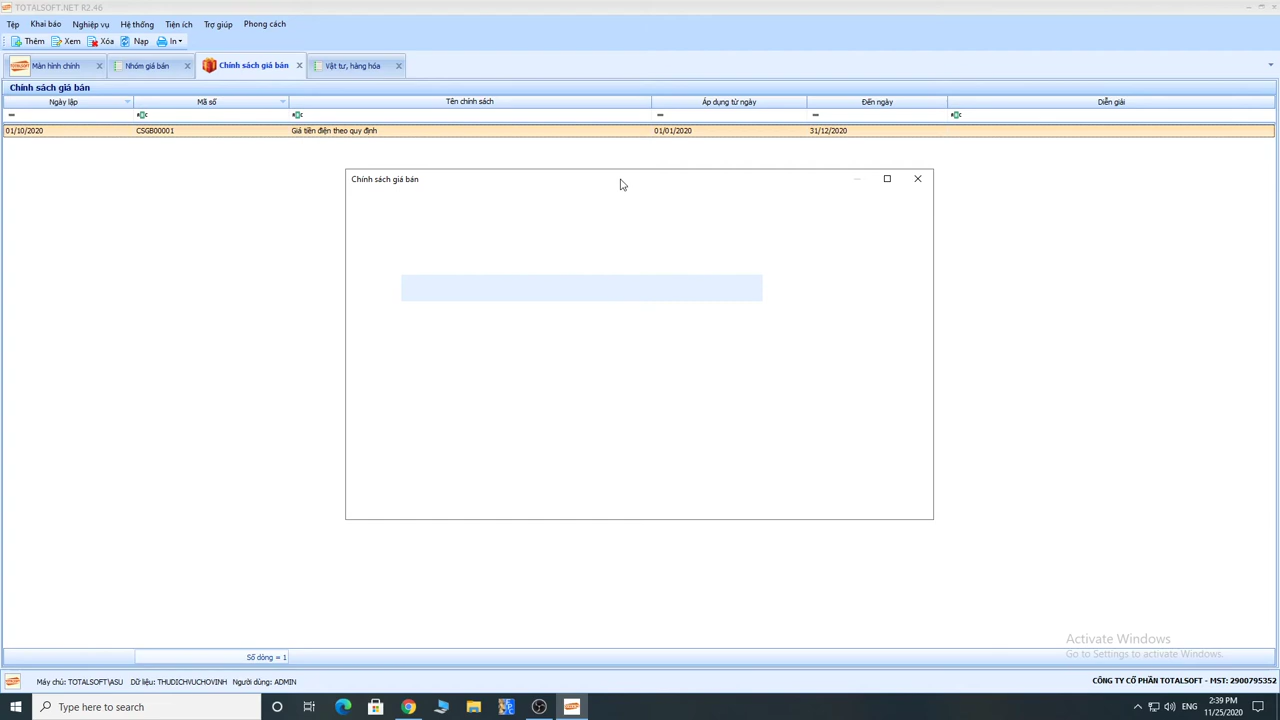 TOTALSOFT.NET R2.46
Tệp Khai báo Nghiệp vụ Hệ thống Tiện ích Trợ giúp Phong cách
Thêm Xem Xóa Nạp In
Màn hình chính Nhóm giá bán Chính sách giá bán Vật tư, hàng hóa
Chính sách giá bán
Ngày lập Mã số Tên chính sách Áp dụng từ ngày Đến ngày Diễn giải
01/10/2020 CSGB00001 Giá tiền điện theo quy định 01/01/2020 31/12/2020
Chính sách giá bán
Activate Windows
Go to Settings to activate Windows.
Số dòng = 1
Máy chủ: TOTALSOFT\ASU Dữ liệu: THUDICHVUCHOVINH Người dùng: ADMIN CÔNG TY CỔ PHẦN TOTALSOFT - MST: 2900795352
Type here to search ENG 2:39 PM
11/25/2020